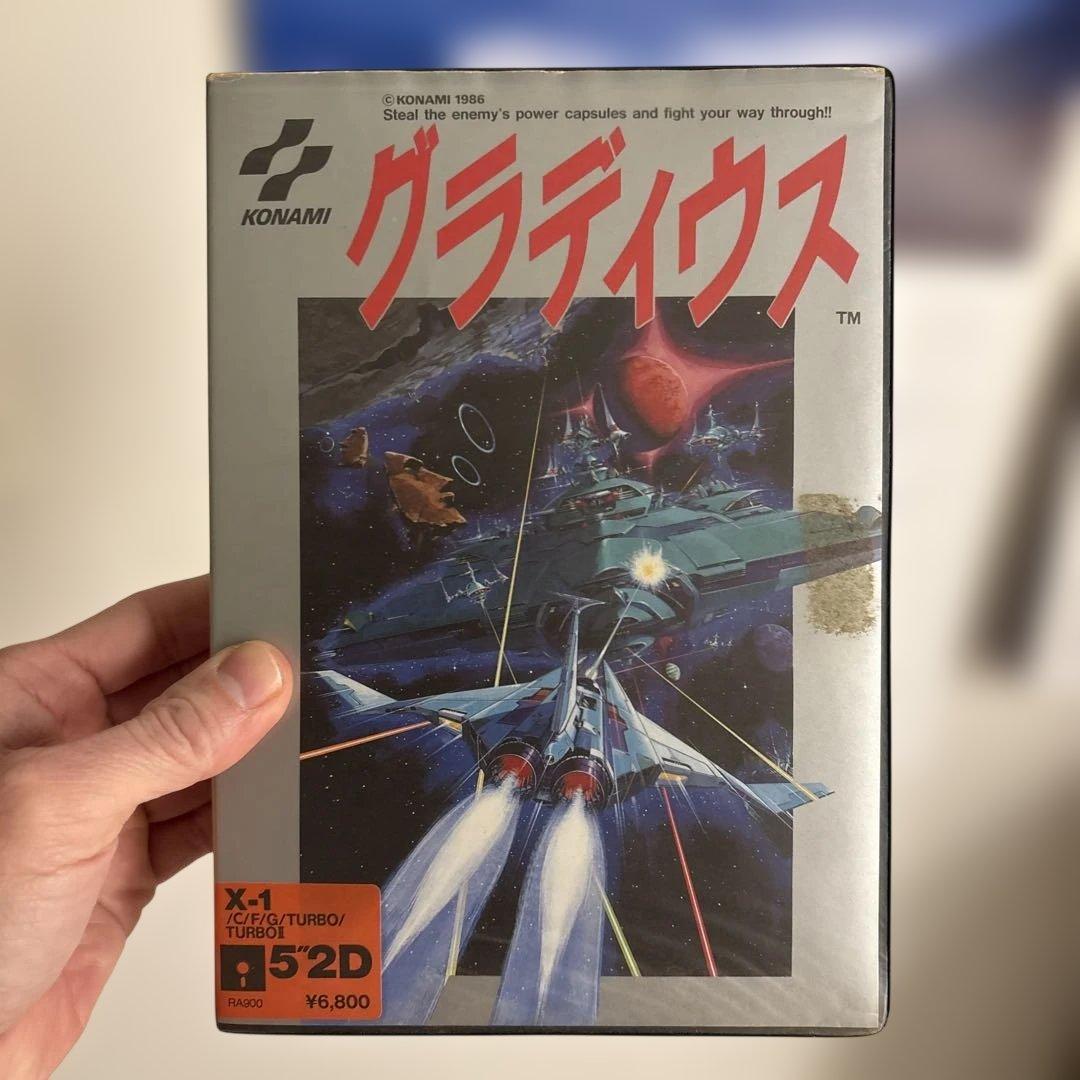 ©KONAMI 1986
Steal the enemy's power capsules and fight your way through!!
KONAMI
グラディウス
TM
X-1
/C/F/G/TURBO/
TURBOII
5"2D
RA900 ¥6,800